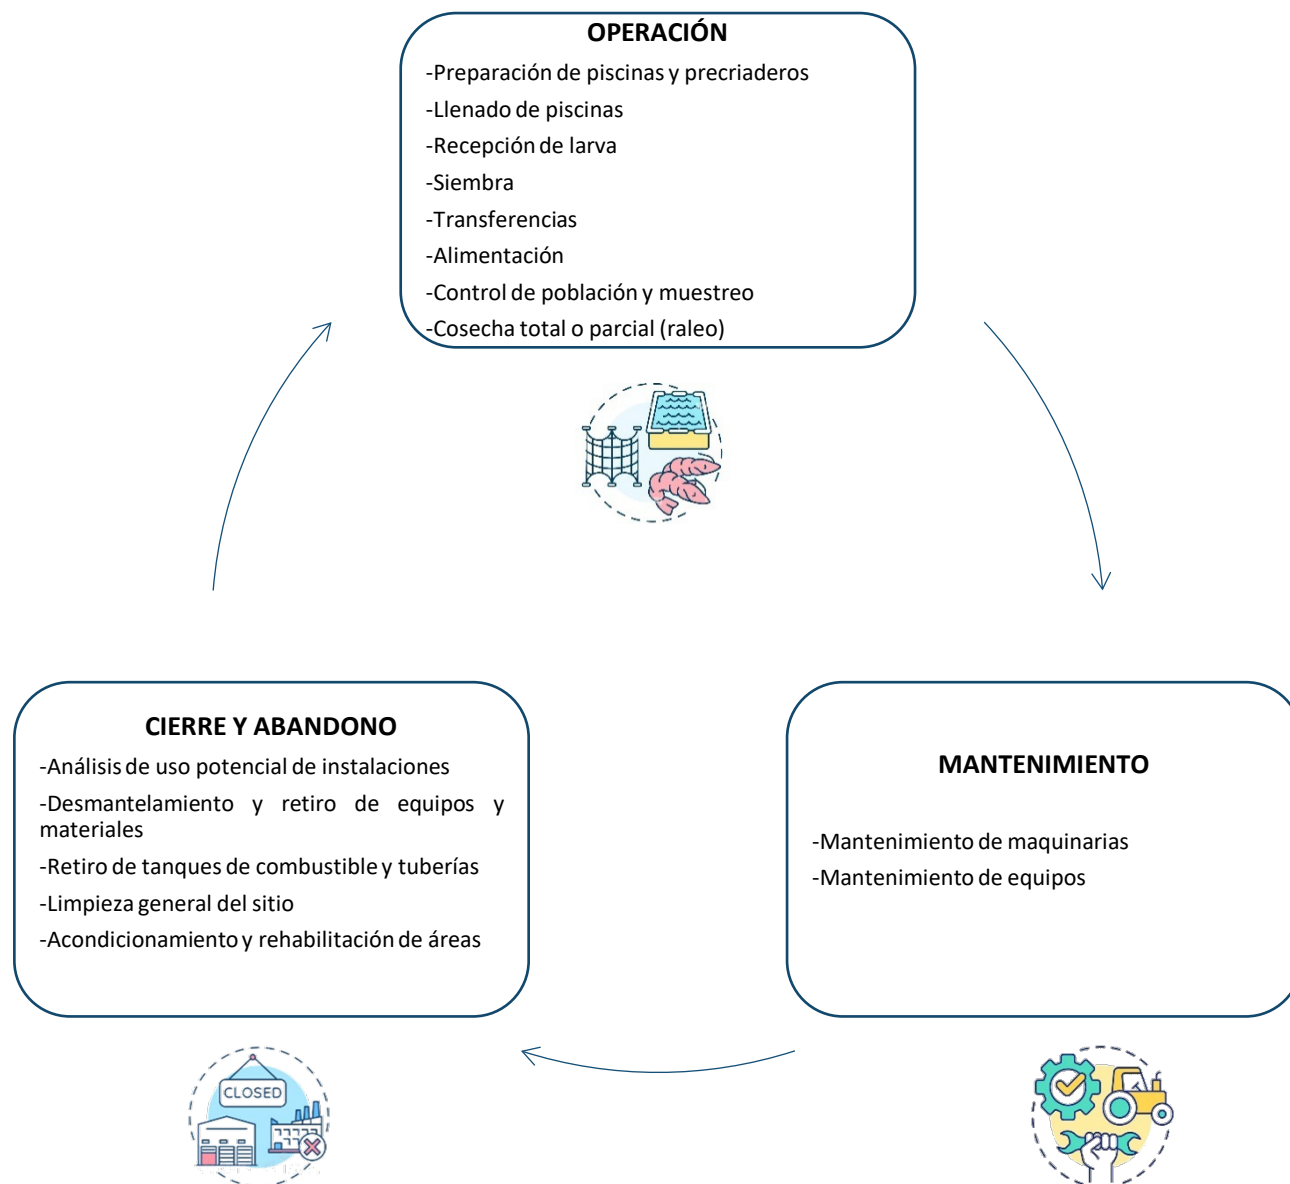 OPERACIÓN
-Preparación de piscinas y precriaderos
-Llenado de piscinas
-Recepción de larva
-Siembra
-Transferencias
-Alimentación
-Control de población y muestreo
-Cosecha total o parcial (raleo)
CIERRE Y ABANDONO
-Análisis de uso potencial de instalaciones
-Desmantelamiento y retiro de equipos y
materiales
-Retiro de tanques de combustible y tuberías
-Limpieza general del sitio
-Acondicionamiento y rehabilitación de áreas
MANTENIMIENTO
-Mantenimiento de maquinarias
-Mantenimiento de equipos
CLOSED